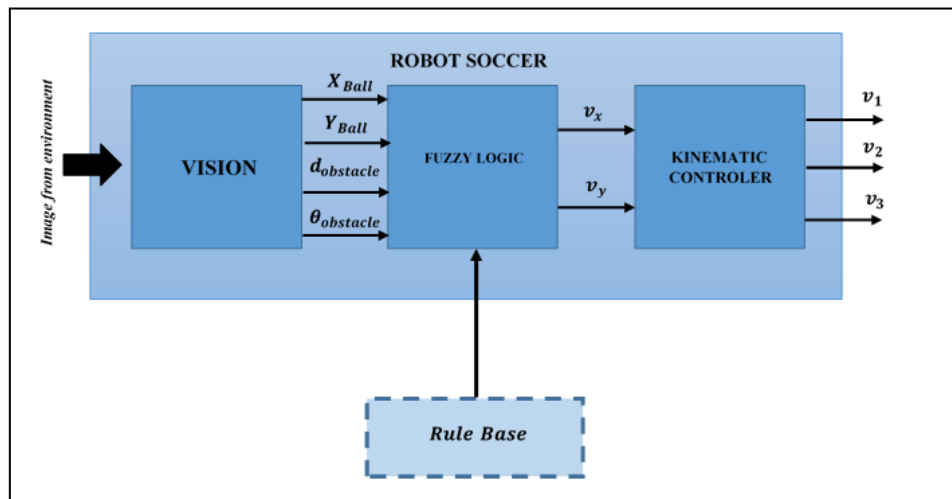 ROBOT SOCCER
Image from environment
VISION
X_Ball
Y_Ball
d_obstacle
θ_obstacle
FUZZY LOGIC
v_x
v_y
KINEMATIC
CONTROLER
v_1
v_2
v_3
Rule Base